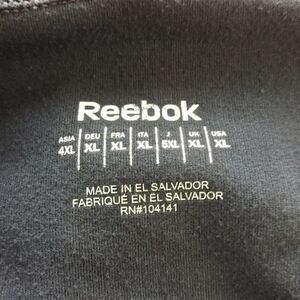 Reebok
ASIA DEU FRA ITA J UK USA
4XL XL XL XL 5XL XL XL
MADE IN EL SALVADOR
FABRIQUÉ EN EL SALVADOR
RN#104141